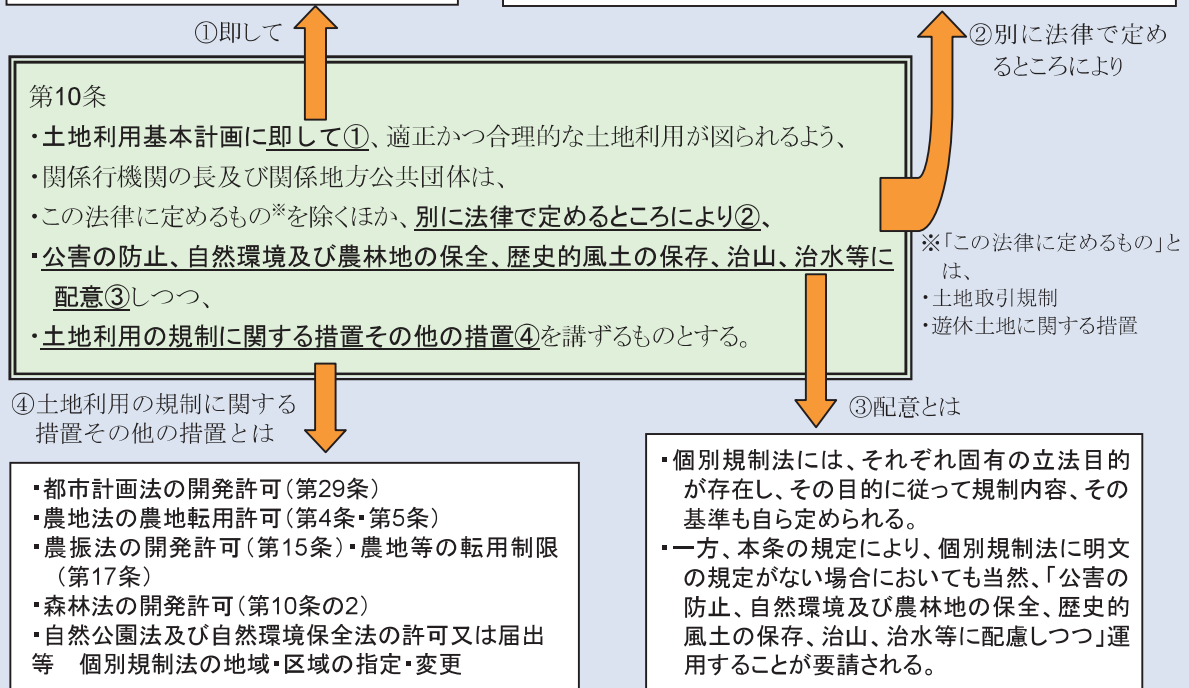 ①即して
②別に法律で定め
るところにより
第10条
・土地利用基本計画に即して①、適正かつ合理的な土地利用が図られるよう、
・関係行機関の長及び関係地方公共団体は、
・この法律に定めるもの※を除くほか、別に法律で定めるところにより②、
・公害の防止、自然環境及び農林地の保全、歴史的風土の保存、治山、治水等に
配意③しつつ、
・土地利用の規制に関する措置その他の措置④を講ずるものとする。
※「この法律に定めるもの」と
は、
・土地取引規制
・遊休土地に関する措置
④土地利用の規制に関する
措置その他の措置とは
③配意とは
・都市計画法の開発許可(第29条)
・農地法の農地転用許可(第4条・第5条)
・農振法の開発許可(第15条)・農地等の転用制限
(第17条)
・森林法の開発許可(第10条の2)
・自然公園法及び自然環境保全法の許可又は届出
等 個別規制法の地域・区域の指定・変更
・個別規制法には、それぞれ固有の立法目的
が存在し、その目的に従って規制内容、その
基準も自ら定められる。
・一方、本条の規定により、個別規制法に明文
の規定がない場合においても当然、「公害の
防止、自然環境及び農林地の保全、歴史的
風土の保存、治山、治水等に配慮しつつ」運
用することが要請される。